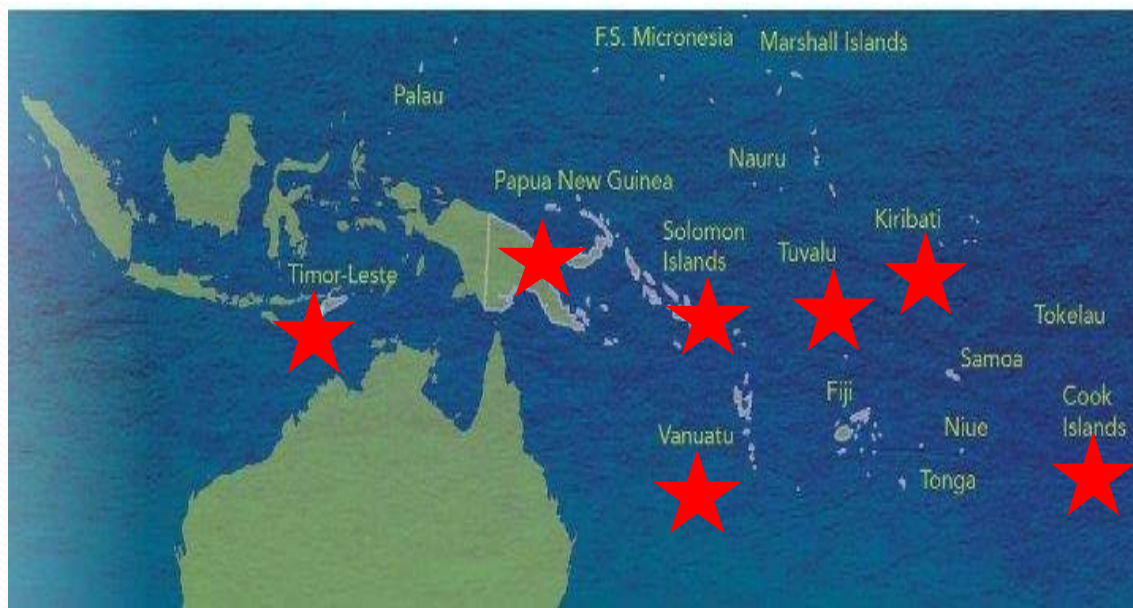 F.S. Micronesia
Marshall Islands
Palau
Nauru
Papua New Guinea
Kiribati
Solomon
Islands
Tuvalu
Timor-Leste
Tokelau
Samoa
Fiji
Cook
Islands
Vanuatu
Niue
Tonga